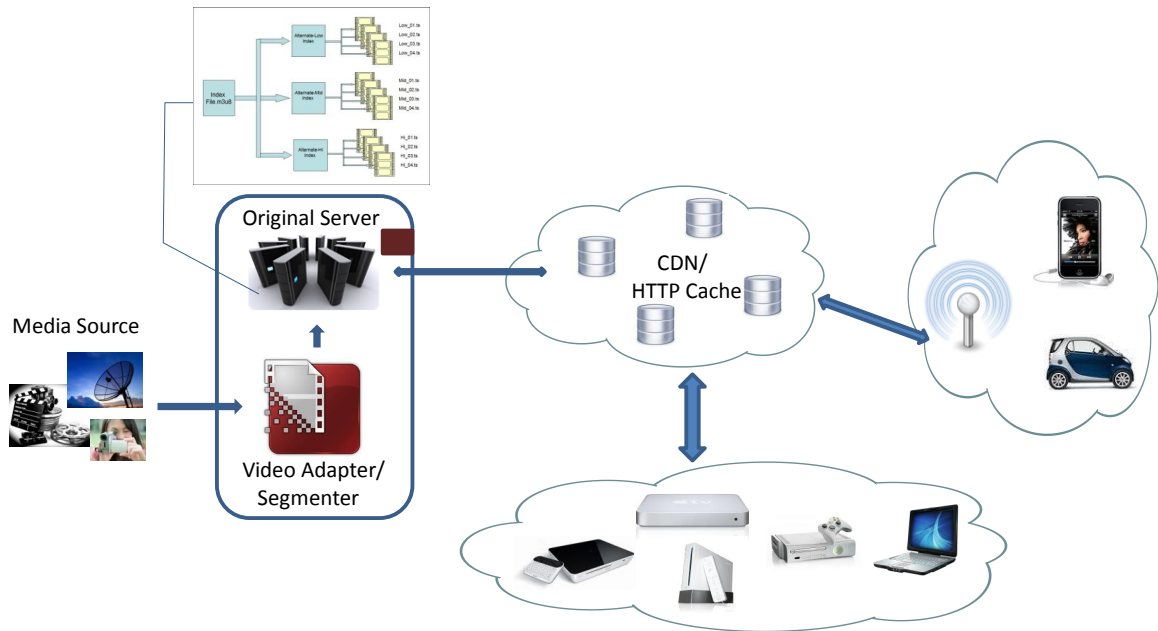 Index
File.m3u8
Alternate-Low
Index
Low_01.ts
Low_02.ts
Low_03.ts
Low_04.ts
Alternate-Mid
Index
Mid_01.ts
Mid_02.ts
Mid_03.ts
Mid_04.ts
Alternate-Hi
Index
Hi_01.ts
Hi_02.ts
Hi_03.ts
Hi_04.ts
Original Server
CDN/
HTTP Cache
Media Source
Video Adapter/
Segmenter
tv